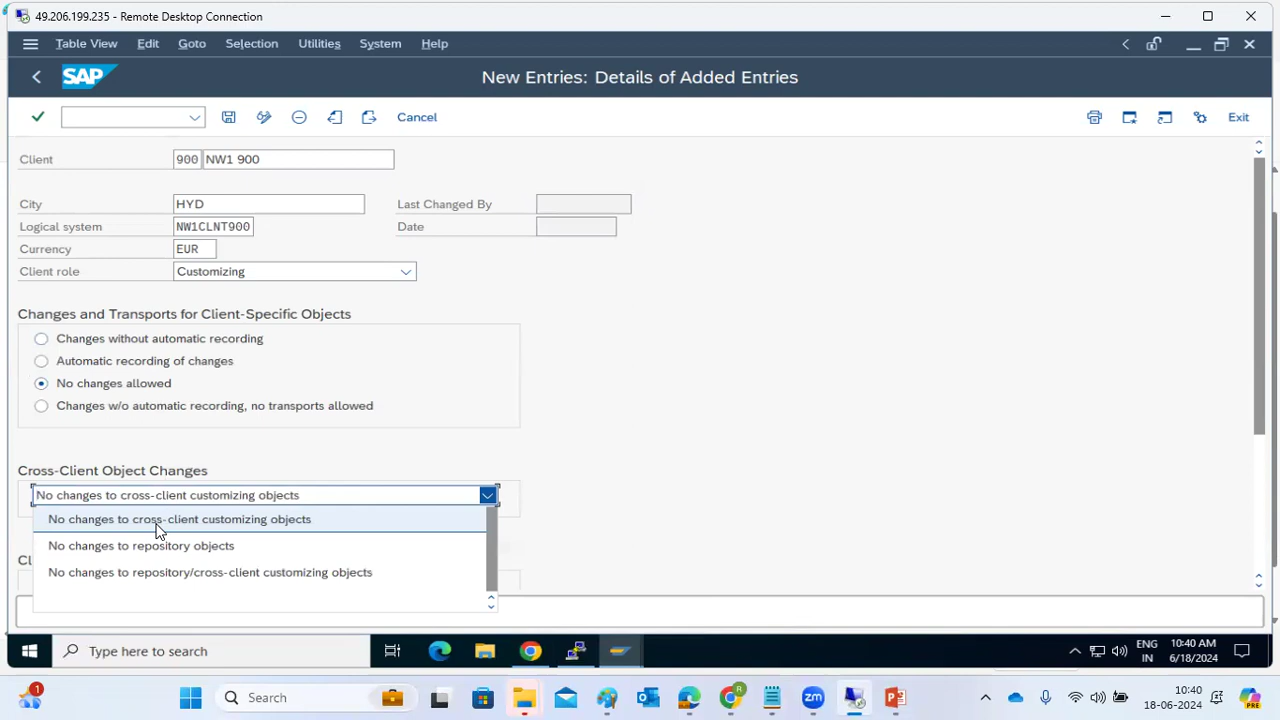 49.206.199.235 - Remote Desktop Connection
Table View Edit Goto Selection Utilities System Help
SAP New Entries: Details of Added Entries
Cancel Exit
Client 900 NW1 900
City HYD Last Changed By
Logical system NW1CLNT900 Date
Currency EUR
Client role Customizing
Changes and Transports for Client-Specific Objects
Changes without automatic recording
Automatic recording of changes
No changes allowed
Changes w/o automatic recording, no transports allowed
Cross-Client Object Changes
No changes to cross-client customizing objects
No changes to cross-client customizing objects
No changes to repository objects
Cl
No changes to repository/cross-client customizing objects
Type here to search ENG 10:40 AM
IN 6/18/2024
1 Search R zm PRE 10:40
18-06-2024